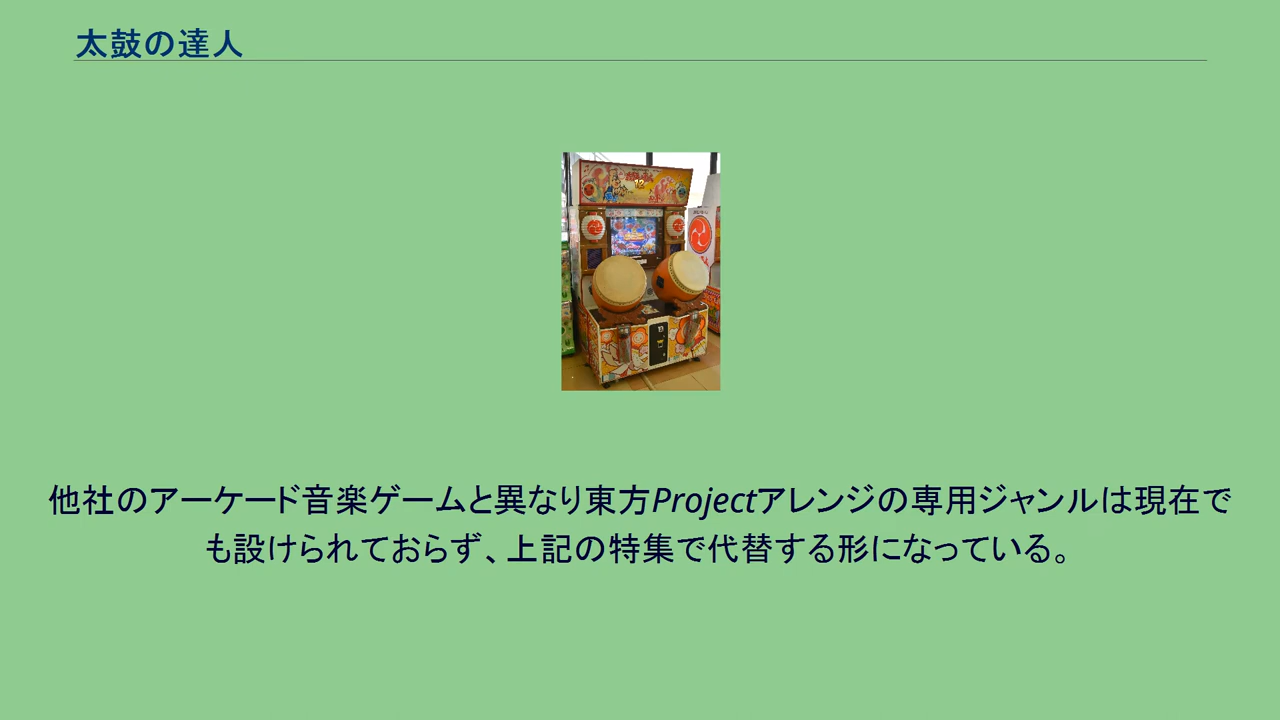 太鼓の達人
他社のアーケード音楽ゲームと異なり東方Projectアレンジの専用ジャンルは現在で
も設けられておらず、上記の特集で代替する形になっている。